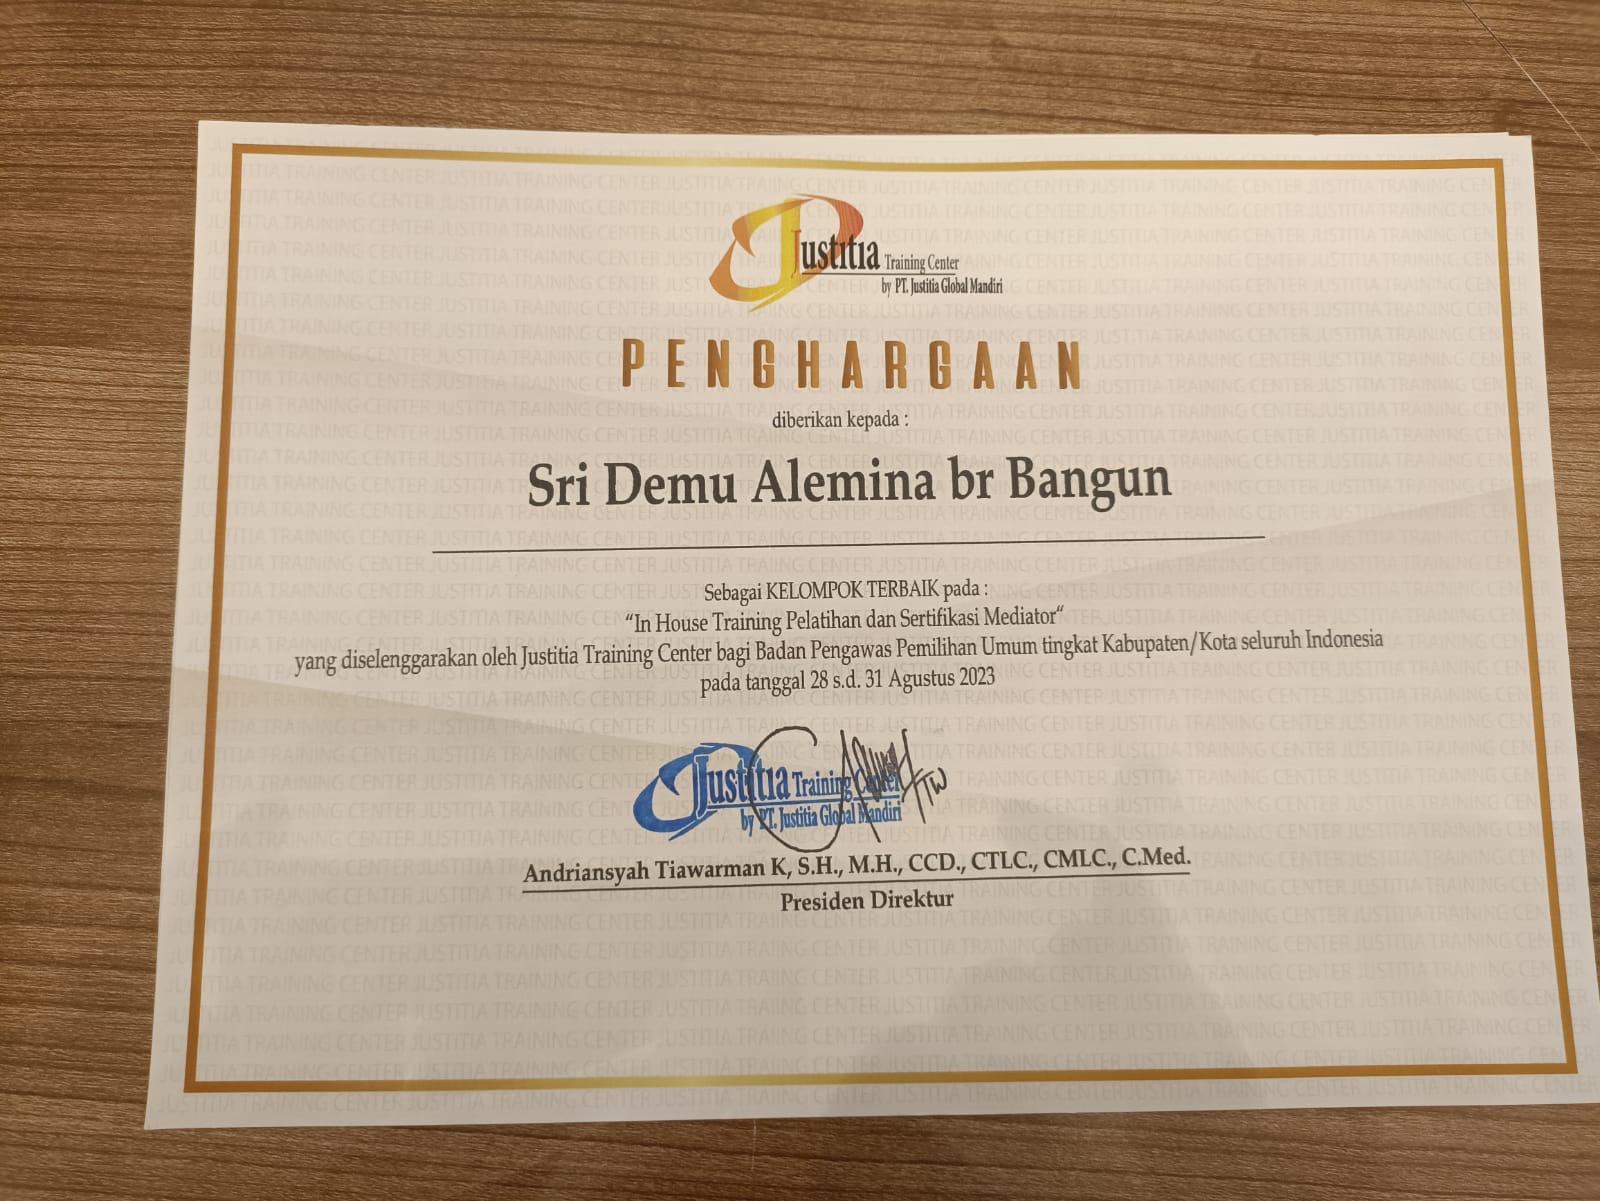 Justitia Training Center
by PT. Justitia Global Mandiri
PENGHARGAAN
diberikan kepada :
Sri Demu Alemina br Bangun
Sebagai KELOMPOK TERBAIK pada :
“In House Training Pelatihan dan Sertifikasi Mediator“
yang diselenggarakan oleh Justitia Training Center bagi Badan Pengawas Pemilihan Umum tingkat Kabupaten/Kota seluruh Indonesia
pada tanggal 28 s.d. 31 Agustus 2023
Justitia Training Center
by PT. Justitia Global Mandiri
Andriansyah Tiawarman K, S.H., M.H., CCD., CTLC., CMLC., C.Med.
Presiden Direktur